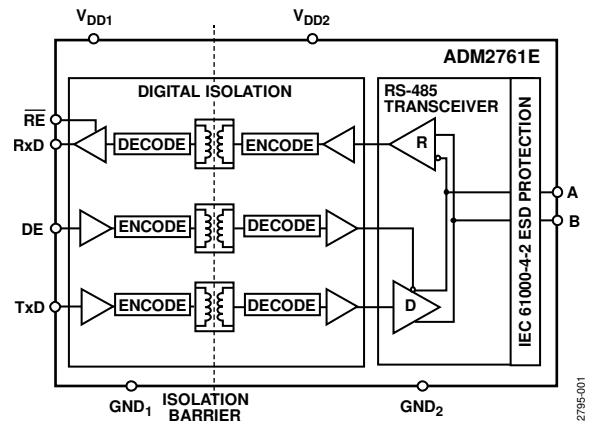 VDD1
VDD2
ADM2761E
DIGITAL ISOLATION
RS-485
TRANSCEIVER
RE
RxD
DECODE
ENCODE
R
A
B
DE
ENCODE
DECODE
TxD
ENCODE
DECODE
D
IEC 61000-4-2 ESD PROTECTION
GND1
ISOLATION
BARRIER
GND2
2795-001